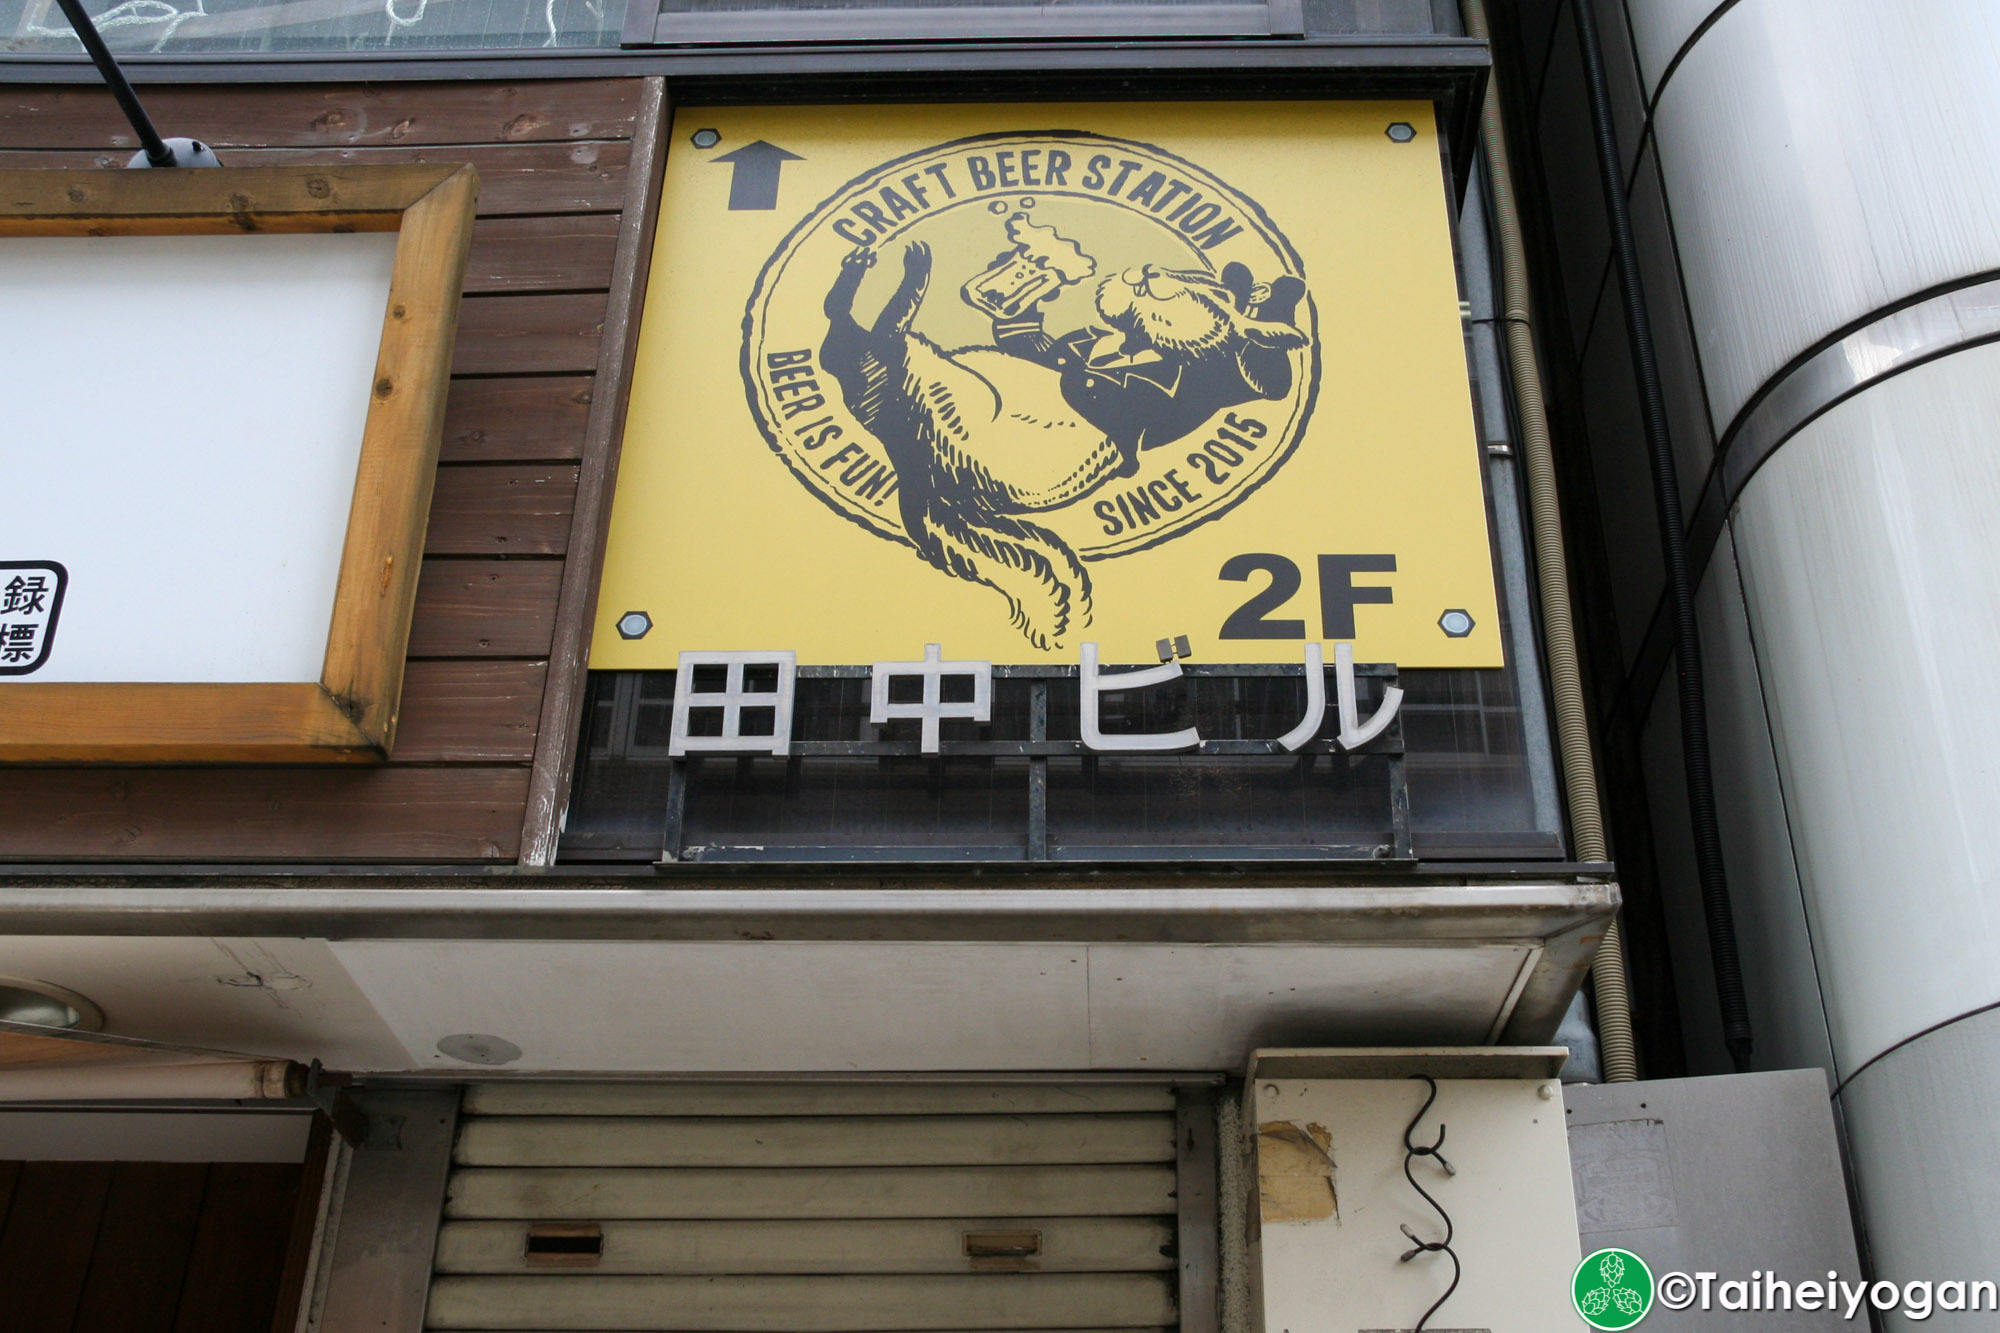 CRAFT BEER STATION
BEER IS FUN!
SINCE 2015
2F
田中ビル
録
標
©Taiheiyogan